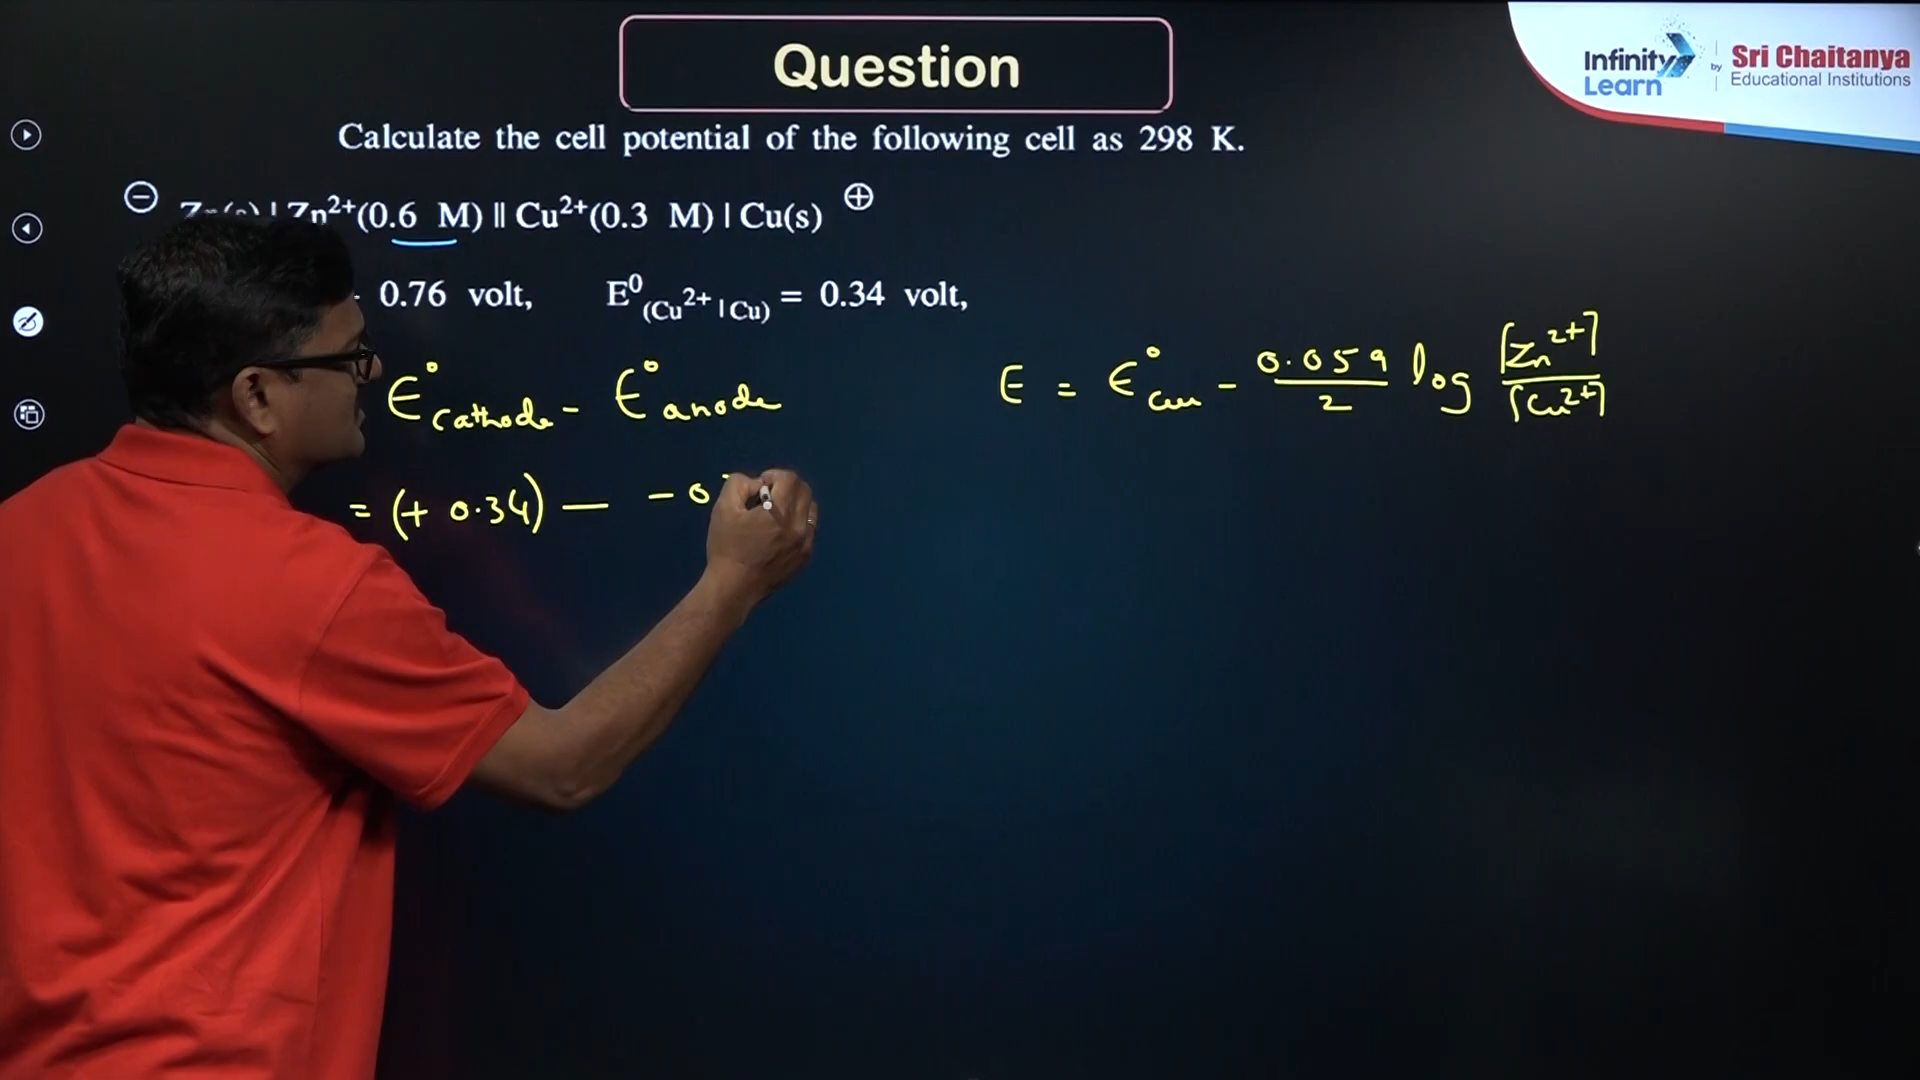 Question
Infinity Learn by Sri Chaitanya Educational Institutions
Calculate the cell potential of the following cell as 298 K.
⊖ Zn(s) | Zn²⁺(0.6 M) || Cu²⁺(0.3 M) | Cu(s) ⊕
0.76 volt, E⁰(Cu²⁺ | Cu) = 0.34 volt,
E° cathode - E° anode
E = E° cell - 0.059/2 log [Zn²⁺]/[Cu²⁺]
= (+ 0.34) — - 0.